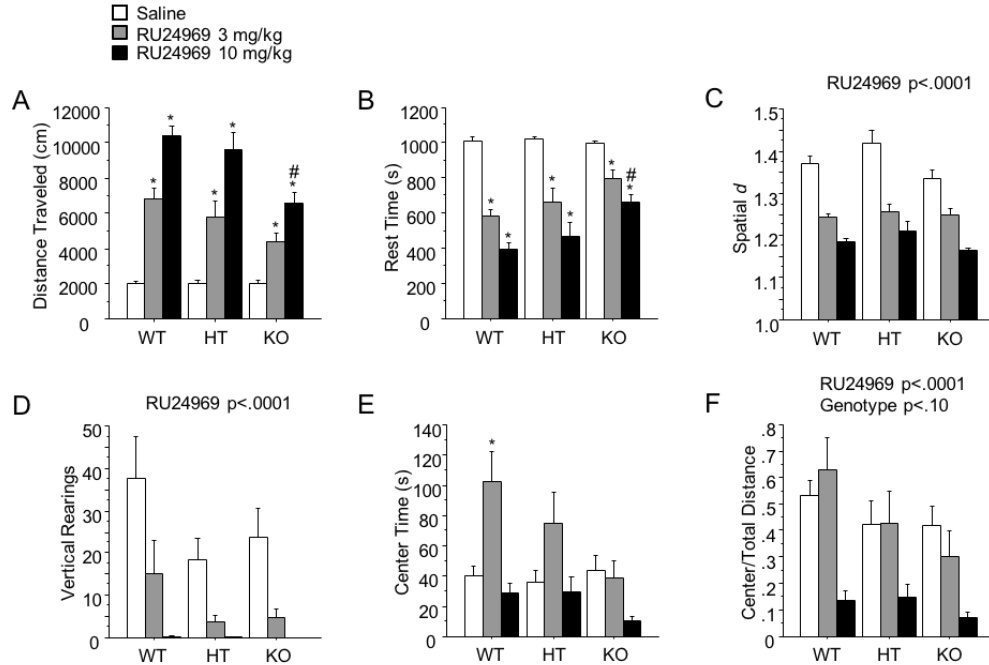 Saline
RU24969 3 mg/kg
RU24969 10 mg/kg
A
Distance Traveled (cm)
12000
10000
8000
6000
4000
2000
0
* * * * * * #
WT HT KO
B
Rest Time (s)
1200
1000
800
600
400
200
0
* * * * * * #
WT HT KO
C
RU24969 p<.0001
Spatial d
1.5
1.4
1.3
1.2
1.1
1.0
WT HT KO
D
RU24969 p<.0001
Vertical Rearings
50
40
30
20
10
0
WT HT KO
E
Center Time (s)
140
120
100
80
60
40
20
0
*
WT HT KO
F
RU24969 p<.0001
Genotype p<.10
Center/Total Distance
.8
.7
.6
.5
.4
.3
.2
.1
0
WT HT KO